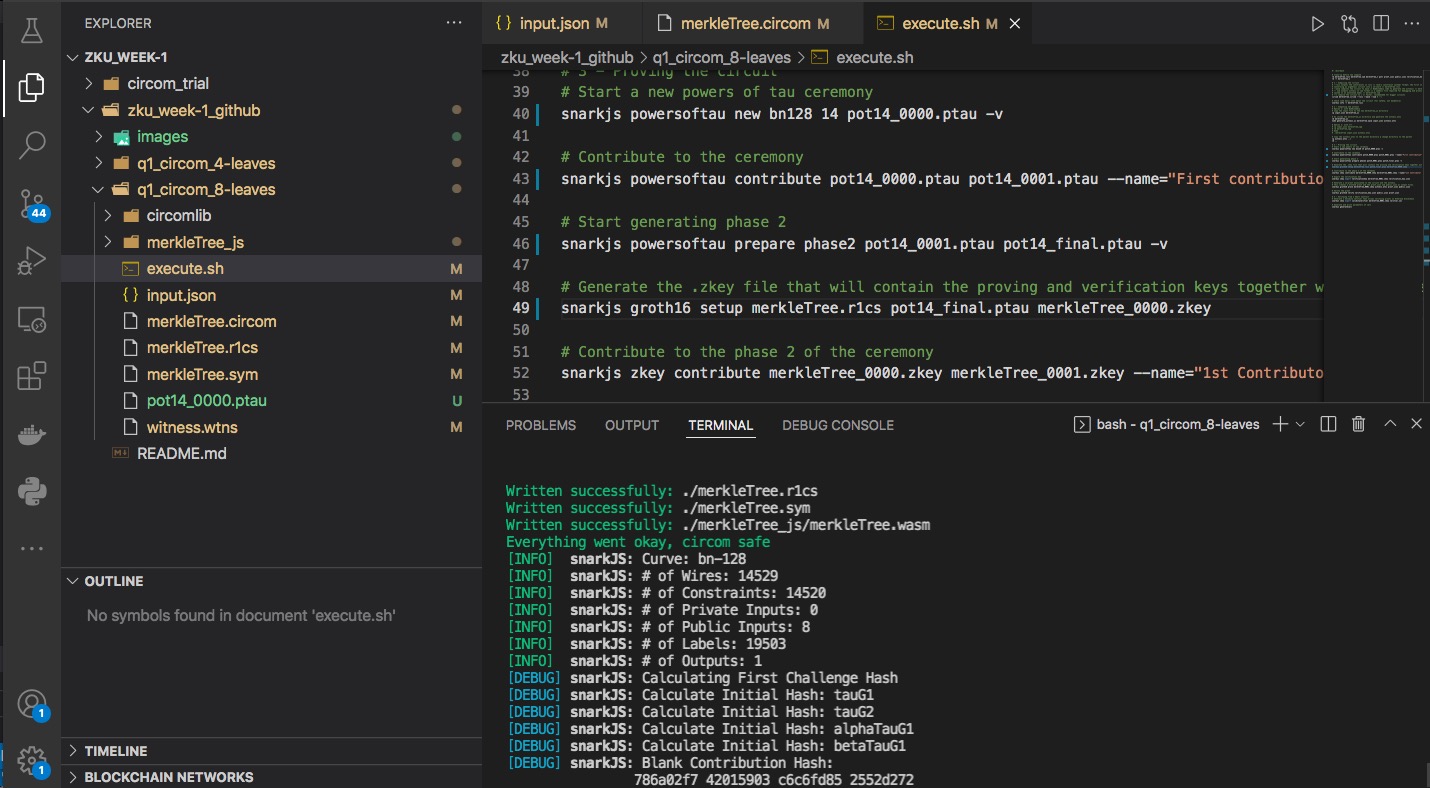 EXPLORER
ZKU_WEEK-1
circom_trial
zku_week-1_github
images
q1_circom_4-leaves
q1_circom_8-leaves
circomlib
merkleTree_js
execute.sh M
input.json M
merkleTree.circom M
merkleTree.r1cs M
merkleTree.sym M
pot14_0000.ptau U
witness.wtns M
README.md
OUTLINE
No symbols found in document 'execute.sh'
TIMELINE
BLOCKCHAIN NETWORKS
44
1
1
{ } input.json M merkleTree.circom M execute.sh M
zku_week-1_github > q1_circom_8-leaves > execute.sh
38 # 3 - Proving the circuit
39 # Start a new powers of tau ceremony
40 snarkjs powersoftau new bn128 14 pot14_0000.ptau -v
41
42 # Contribute to the ceremony
43 snarkjs powersoftau contribute pot14_0000.ptau pot14_0001.ptau --name="First contributio
44
45 # Start generating phase 2
46 snarkjs powersoftau prepare phase2 pot14_0001.ptau pot14_final.ptau -v
47
48 # Generate the .zkey file that will contain the proving and verification keys together w
49 snarkjs groth16 setup merkleTree.r1cs pot14_final.ptau merkleTree_0000.zkey
50
51 # Contribute to the phase 2 of the ceremony
52 snarkjs zkey contribute merkleTree_0000.zkey merkleTree_0001.zkey --name="1st Contributo
53
PROBLEMS OUTPUT TERMINAL DEBUG CONSOLE bash - q1_circom_8-leaves
Written successfully: ./merkleTree.r1cs
Written successfully: ./merkleTree.sym
Written successfully: ./merkleTree_js/merkleTree.wasm
Everything went okay, circom safe
[INFO] snarkJS: Curve: bn-128
[INFO] snarkJS: # of Wires: 14529
[INFO] snarkJS: # of Constraints: 14520
[INFO] snarkJS: # of Private Inputs: 0
[INFO] snarkJS: # of Public Inputs: 8
[INFO] snarkJS: # of Labels: 19503
[INFO] snarkJS: # of Outputs: 1
[DEBUG] snarkJS: Calculating First Challenge Hash
[DEBUG] snarkJS: Calculate Initial Hash: tauG1
[DEBUG] snarkJS: Calculate Initial Hash: tauG2
[DEBUG] snarkJS: Calculate Initial Hash: alphaTauG1
[DEBUG] snarkJS: Calculate Initial Hash: betaTauG1
[DEBUG] snarkJS: Blank Contribution Hash:
786a02f7 42015903 c6c6fd85 2552d272